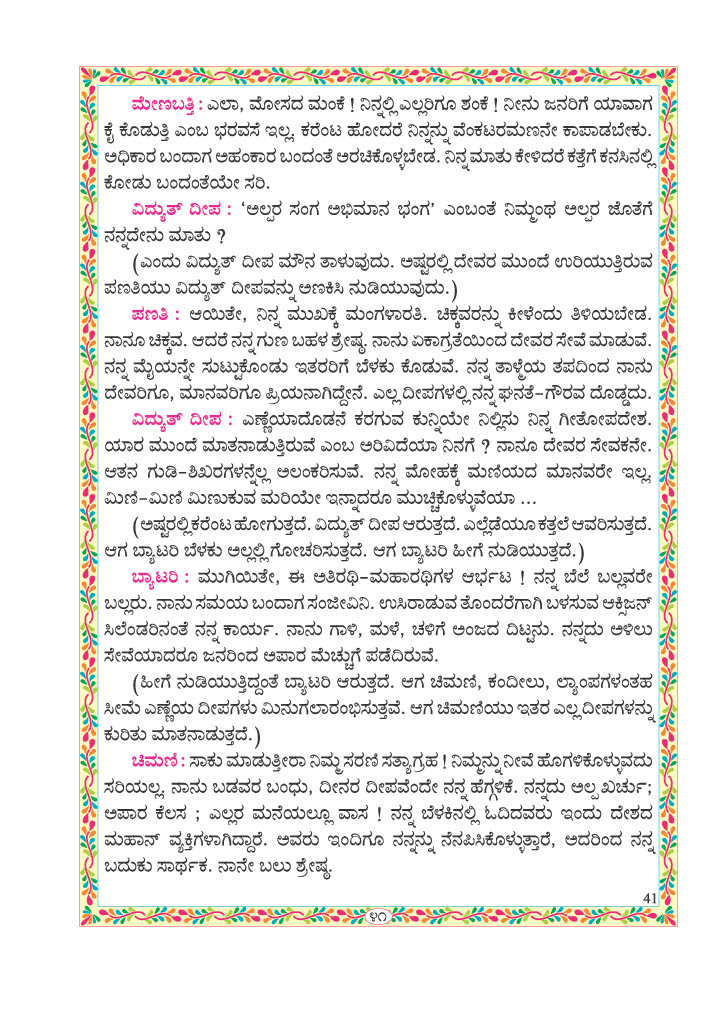 ಮೇಣಬತ್ತಿ : ಎಲಾ, ಮೋಸದ ಮಂಕೆ ! ನಿನ್ನಲ್ಲಿ ಎಲ್ಲರಿಗೂ ಶಂಕೆ ! ನೀನು ಜನರಿಗೆ ಯಾವಾಗ
ಕೈ ಕೊಡುತ್ತಿ ಎಂಬ ಭರವಸೆ ಇಲ್ಲ. ಕರೆಂಟ ಹೋದರೆ ನಿನ್ನನ್ನು ವೆಂಕಟರಮಣನೇ ಕಾಪಾಡಬೇಕು.
ಅಧಿಕಾರ ಬಂದಾಗ ಅಹಂಕಾರ ಬಂದಂತೆ ಅರಚಿಕೊಳ್ಳಬೇಡ. ನಿನ್ನ ಮಾತು ಕೇಳಿದರೆ ಕತ್ತೆಗೆ ಕನಸಿನಲ್ಲಿ
ಕೋಡು ಬಂದಂತೆಯೇ ಸರಿ.
ವಿದ್ಯುತ್ ದೀಪ : ‘ಅಲ್ಪರ ಸಂಗ ಅಭಿಮಾನ ಭಂಗ’ ಎಂಬಂತೆ ನಿಮ್ಮಂಥ ಅಲ್ಪರ ಜೊತೆಗೆ
ನನ್ನದೇನು ಮಾತು ?
(ಎಂದು ವಿದ್ಯುತ್ ದೀಪ ಮೌನ ತಾಳುವುದು. ಅಷ್ಟರಲ್ಲಿ ದೇವರ ಮುಂದೆ ಉರಿಯುತ್ತಿರುವ
ಪಣತಿಯು ವಿದ್ಯುತ್ ದೀಪವನ್ನು ಅಣಕಿಸಿ ನುಡಿಯುವುದು.)
ಪಣತಿ : ಆಯಿತೇ, ನಿನ್ನ ಮುಖಕ್ಕೆ ಮಂಗಳಾರತಿ. ಚಿಕ್ಕವರನ್ನು ಕೀಳೆಂದು ತಿಳಿಯಬೇಡ.
ನಾನೂ ಚಿಕ್ಕವ. ಆದರೆ ನನ್ನ ಗುಣ ಬಹಳ ಶ್ರೇಷ್ಠ. ನಾನು ಏಕಾಗ್ರತೆಯಿಂದ ದೇವರ ಸೇವೆ ಮಾಡುವೆ.
ನನ್ನ ಮೈಯನ್ನೇ ಸುಟ್ಟುಕೊಂಡು ಇತರರಿಗೆ ಬೆಳಕು ಕೊಡುವೆ. ನನ್ನ ತಾಳ್ಮೆಯ ತಪದಿಂದ ನಾನು
ದೇವರಿಗೂ, ಮಾನವರಿಗೂ ಪ್ರಿಯನಾಗಿದ್ದೇನೆ. ಎಲ್ಲ ದೀಪಗಳಲ್ಲಿ ನನ್ನ ಘನತೆ-ಗೌರವ ದೊಡ್ಡದು.
ವಿದ್ಯುತ್ ದೀಪ : ಎಣ್ಣೆಯಾದೊಡನೆ ಕರಗುವ ಕುನ್ನಿಯೇ ನಿಲ್ಲಿಸು ನಿನ್ನ ಗೀತೋಪದೇಶ.
ಯಾರ ಮುಂದೆ ಮಾತನಾಡುತ್ತಿರುವೆ ಎಂಬ ಅರಿವಿದೆಯಾ ನಿನಗೆ ? ನಾನೂ ದೇವರ ಸೇವಕನೇ.
ಆತನ ಗುಡಿ-ಶಿಖರಗಳನ್ನೆಲ್ಲ ಅಲಂಕರಿಸುವೆ. ನನ್ನ ಮೋಹಕ್ಕೆ ಮಣಿಯದ ಮಾನವರೇ ಇಲ್ಲ.
ಮಿಣಿ-ಮಿಣಿ ಮಿಣುಕುವ ಮರಿಯೇ ಇನ್ನಾದರೂ ಮುಚ್ಚಿಕೊಳ್ಳುವೆಯಾ ...
(ಅಷ್ಟರಲ್ಲಿ ಕರೆಂಟ ಹೋಗುತ್ತದೆ. ವಿದ್ಯುತ್ ದೀಪ ಆರುತ್ತದೆ. ಎಲ್ಲೆಡೆಯೂ ಕತ್ತಲೆ ಆವರಿಸುತ್ತದೆ.
ಆಗ ಬ್ಯಾಟರಿ ಬೆಳಕು ಅಲ್ಲಲ್ಲಿ ಗೋಚರಿಸುತ್ತದೆ. ಆಗ ಬ್ಯಾಟರಿ ಹೀಗೆ ನುಡಿಯುತ್ತದೆ.)
ಬ್ಯಾಟರಿ : ಮುಗಿಯಿತೇ, ಈ ಅತಿರಥಿ-ಮಹಾರಥಿಗಳ ಆರ್ಭಟ ! ನನ್ನ ಬೆಲೆ ಬಲ್ಲವರೇ
ಬಲ್ಲರು. ನಾನು ಸಮಯ ಬಂದಾಗ ಸಂಜೀವಿನಿ. ಉಸಿರಾಡುವ ತೊಂದರೆಗಾಗಿ ಬಳಸುವ ಆಕ್ಸಿಜನ್
ಸಿಲೆಂಡರಿನಂತೆ ನನ್ನ ಕಾರ್ಯ. ನಾನು ಗಾಳಿ, ಮಳೆ, ಚಳಿಗೆ ಅಂಜದ ದಿಟ್ಟನು. ನನ್ನದು ಅಳಿಲು
ಸೇವೆಯಾದರೂ ಜನರಿಂದ ಅಪಾರ ಮೆಚ್ಚುಗೆ ಪಡೆದಿರುವೆ.
(ಹೀಗೆ ನುಡಿಯುತ್ತಿದ್ದಂತೆ ಬ್ಯಾಟರಿ ಆರುತ್ತದೆ. ಆಗ ಚಿಮಣಿ, ಕಂದೀಲು, ಲ್ಯಾಂಪಗಳಂತಹ
ಸೀಮೆ ಎಣ್ಣೆಯ ದೀಪಗಳು ಮಿನುಗಲಾರಂಭಿಸುತ್ತವೆ. ಆಗ ಚಿಮಣಿಯು ಇತರ ಎಲ್ಲ ದೀಪಗಳನ್ನು
ಕುರಿತು ಮಾತನಾಡುತ್ತದೆ.)
ಚಿಮಣಿ : ಸಾಕು ಮಾಡುತ್ತೀರಾ ನಿಮ್ಮ ಸರಣಿ ಸತ್ಯಾಗ್ರಹ ! ನಿಮ್ಮನ್ನು ನೀವೆ ಹೊಗಳಿಕೊಳ್ಳುವದು
ಸರಿಯಲ್ಲ. ನಾನು ಬಡವರ ಬಂಧು, ದೀನರ ದೀಪವೆಂದೇ ನನ್ನ ಹೆಗ್ಗಳಿಕೆ. ನನ್ನದು ಅಲ್ಪ ಖರ್ಚು;
ಅಪಾರ ಕೆಲಸ ; ಎಲ್ಲರ ಮನೆಯಲ್ಲೂ ವಾಸ ! ನನ್ನ ಬೆಳಕಿನಲ್ಲಿ ಓದಿದವರು ಇಂದು ದೇಶದ
ಮಹಾನ್ ವ್ಯಕ್ತಿಗಳಾಗಿದ್ದಾರೆ. ಅವರು ಇಂದಿಗೂ ನನ್ನನ್ನು ನೆನಪಿಸಿಕೊಳ್ಳುತ್ತಾರೆ, ಅದರಿಂದ ನನ್ನ
ಬದುಕು ಸಾರ್ಥಕ. ನಾನೇ ಬಲು ಶ್ರೇಷ್ಠ.
41
೪೧